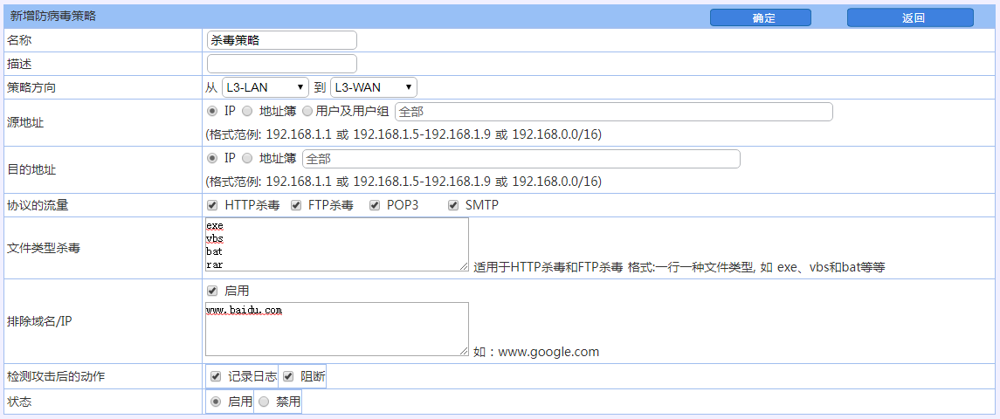 新增防病毒策略 确定 返回
名称 杀毒策略
描述
策略方向 从 L3-LAN 到 L3-WAN
源地址 IP 地址簿 用户及用户组 全部
(格式范例: 192.168.1.1 或 192.168.1.5-192.168.1.9 或 192.168.0.0/16)
目的地址 IP 地址簿 全部
(格式范例: 192.168.1.1 或 192.168.1.5-192.168.1.9 或 192.168.0.0/16)
协议的流量 HTTP杀毒 FTP杀毒 POP3 SMTP
文件类型杀毒
exe
vbs
bat
rar
适用于HTTP杀毒和FTP杀毒 格式:一行一种文件类型, 如 exe、vbs和bat等等
排除域名/IP
启用
www.baidu.com
如：www.google.com
检测攻击后的动作 记录日志 阻断
状态 启用 禁用